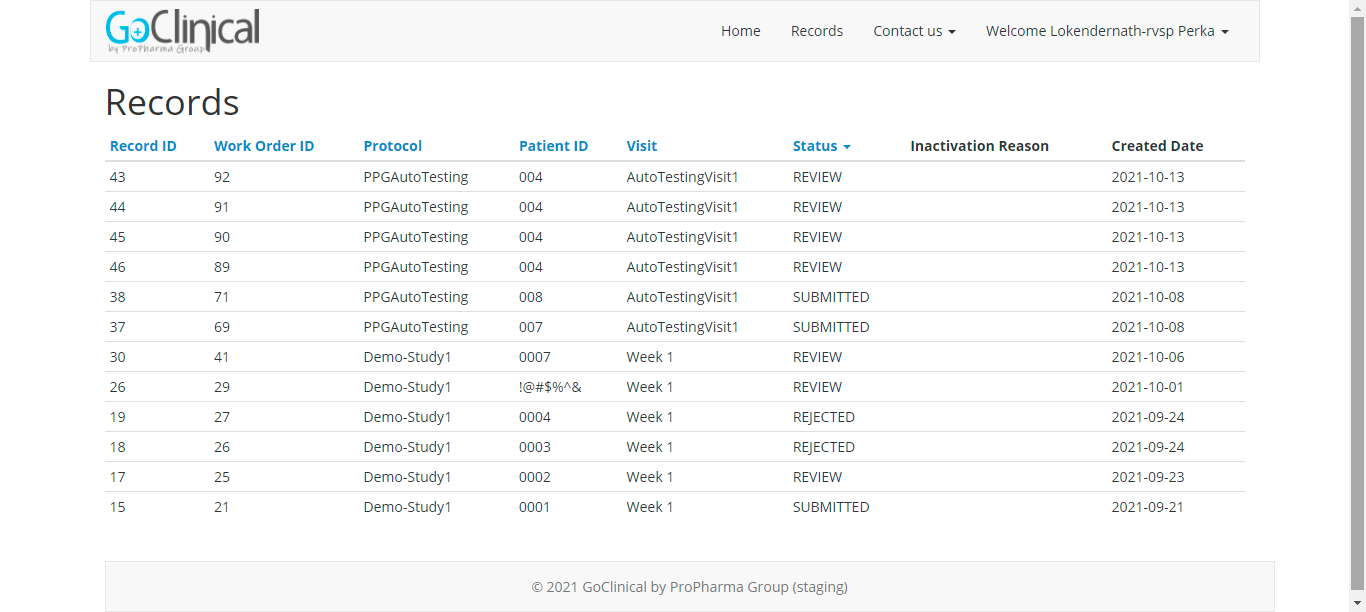 GoClinical
by ProPharma Group
Home Records Contact us Welcome Lokendernath-rvsp Perka
Records
Record ID Work Order ID Protocol Patient ID Visit Status Inactivation Reason Created Date
43 92 PPGAutoTesting 004 AutoTestingVisit1 REVIEW 2021-10-13
44 91 PPGAutoTesting 004 AutoTestingVisit1 REVIEW 2021-10-13
45 90 PPGAutoTesting 004 AutoTestingVisit1 REVIEW 2021-10-13
46 89 PPGAutoTesting 004 AutoTestingVisit1 REVIEW 2021-10-13
38 71 PPGAutoTesting 008 AutoTestingVisit1 SUBMITTED 2021-10-08
37 69 PPGAutoTesting 007 AutoTestingVisit1 SUBMITTED 2021-10-08
30 41 Demo-Study1 0007 Week 1 REVIEW 2021-10-06
26 29 Demo-Study1 !@#$%^& Week 1 REVIEW 2021-10-01
19 27 Demo-Study1 0004 Week 1 REJECTED 2021-09-24
18 26 Demo-Study1 0003 Week 1 REJECTED 2021-09-24
17 25 Demo-Study1 0002 Week 1 REVIEW 2021-09-23
15 21 Demo-Study1 0001 Week 1 SUBMITTED 2021-09-21
© 2021 GoClinical by ProPharma Group (staging)